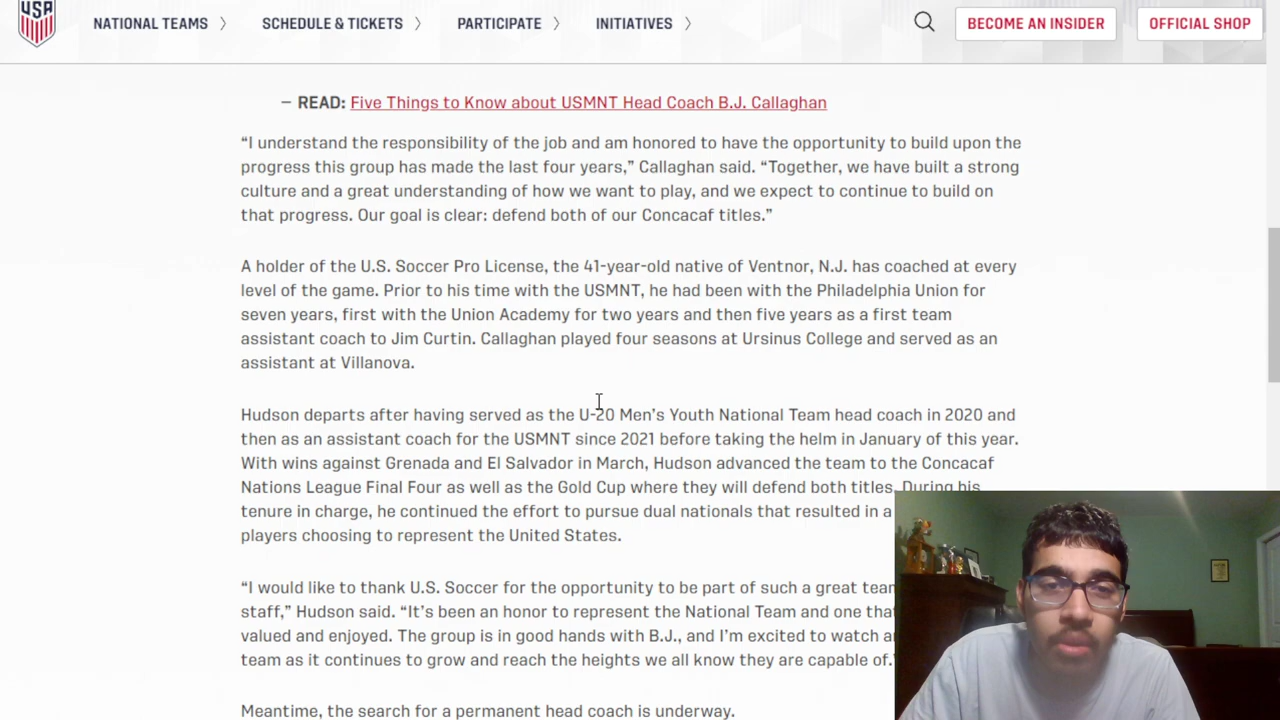 USA
NATIONAL TEAMS
SCHEDULE & TICKETS
PARTICIPATE
INITIATIVES
BECOME AN INSIDER
OFFICIAL SHOP
– READ: Five Things to Know about USMNT Head Coach B.J. Callaghan
“I understand the responsibility of the job and am honored to have the opportunity to build upon the
progress this group has made the last four years,” Callaghan said. “Together, we have built a strong
culture and a great understanding of how we want to play, and we expect to continue to build on
that progress. Our goal is clear: defend both of our Concacaf titles.”
A holder of the U.S. Soccer Pro License, the 41-year-old native of Ventnor, N.J. has coached at every
level of the game. Prior to his time with the USMNT, he had been with the Philadelphia Union for
seven years, first with the Union Academy for two years and then five years as a first team
assistant coach to Jim Curtin. Callaghan played four seasons at Ursinus College and served as an
assistant at Villanova.
Hudson departs after having served as the U-20 Men’s Youth National Team head coach in 2020 and
then as an assistant coach for the USMNT since 2021 before taking the helm in January of this year.
With wins against Grenada and El Salvador in March, Hudson advanced the team to the Concacaf
Nations League Final Four as well as the Gold Cup where they will defend both titles. During his
tenure in charge, he continued the effort to pursue dual nationals that resulted in a
players choosing to represent the United States.
“I would like to thank U.S. Soccer for the opportunity to be part of such a great
staff,” Hudson said. “It’s been an honor to represent the National Team and one
valued and enjoyed. The group is in good hands with B.J., and I’m excited to watch
team as it continues to grow and reach the heights we all know they are capable of.
Meantime, the search for a permanent head coach is underway.